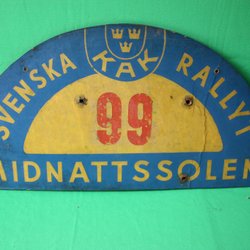 SVENSKA RALLYT
KAK
99
MIDNATTSSOLEN